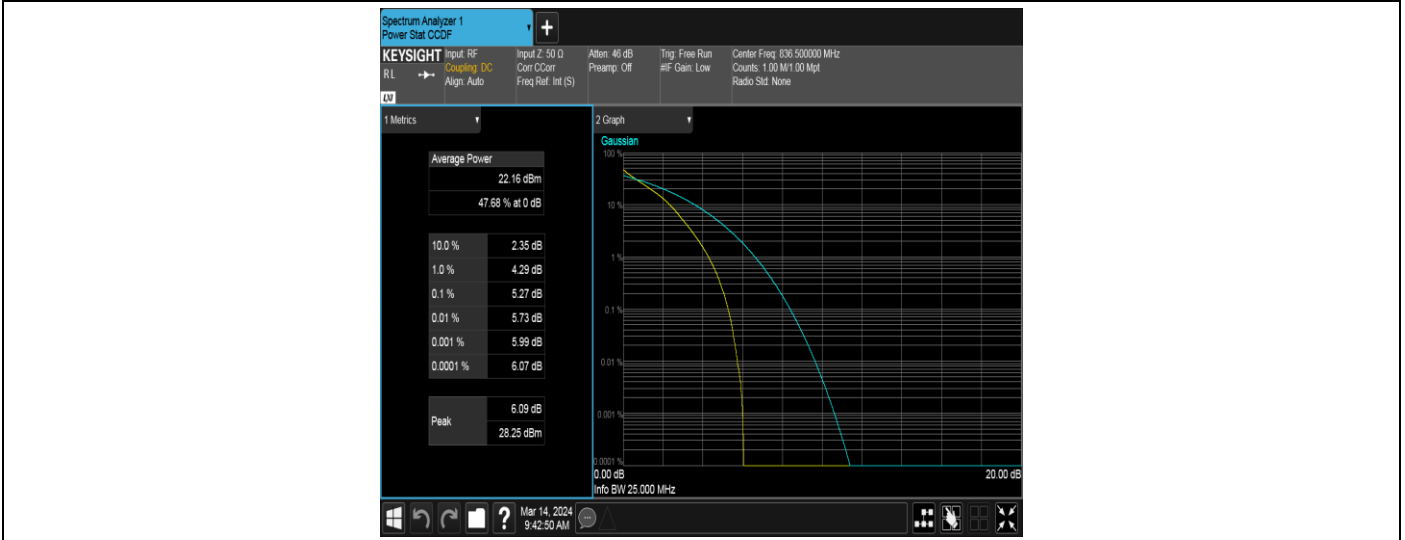 Spectrum Analyzer 1
Power Stat CCDF
+
KEYSIGHT
Input: RF
Input Z: 50 Ω
Atten: 46 dB
Trig: Free Run
Center Freq: 836.500000 MHz
RL
Coupling: DC
Corr CCorr
Preamp: Off
#IF Gain: Low
Counts: 1.00 M/1.00 Mpt
Align: Auto
Freq Ref: Int (S)
Radio Std: None
LXI
1 Metrics
Average Power
22.16 dBm
47.68 % at 0 dB
10.0 % 2.35 dB
1.0 % 4.29 dB
0.1 % 5.27 dB
0.01 % 5.73 dB
0.001 % 5.99 dB
0.0001 % 6.07 dB
Peak
6.09 dB
28.25 dBm
2 Graph
Gaussian
100 %
10 %
1 %
0.1 %
0.01 %
0.001 %
0.0001 %
0.00 dB 20.00 dB
Info BW 25.000 MHz
?
Mar 14, 2024
9:42:50 AM